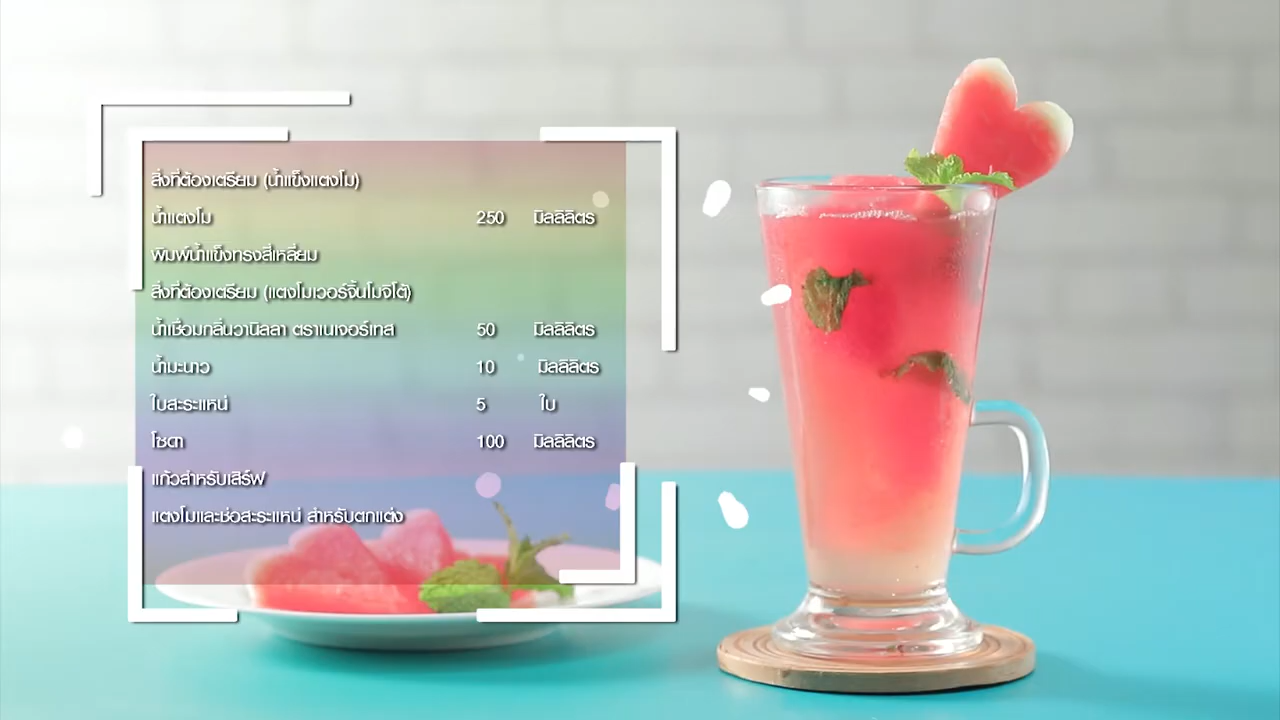 สิ่งที่ต้องเตรียม (น้ำแข็งแตงโม)
น้ำแตงโม 250 มิลลิลิตร
พิมพ์น้ำแข็งทรงสี่เหลี่ยม
สิ่งที่ต้องเตรียม (แตงโมเวอร์จิ้นโมจิโต้)
น้ำเชื่อมกลิ่นวานิลลา ตราเนเจอร์เทส 50 มิลลิลิตร
น้ำมะนาว 10 มิลลิลิตร
ใบสะระแหน่ 5 ใบ
โซดา 100 มิลลิลิตร
แก้วสำหรับเสิร์ฟ
แตงโมและช่อสะระแหน่ สำหรับตกแต่ง